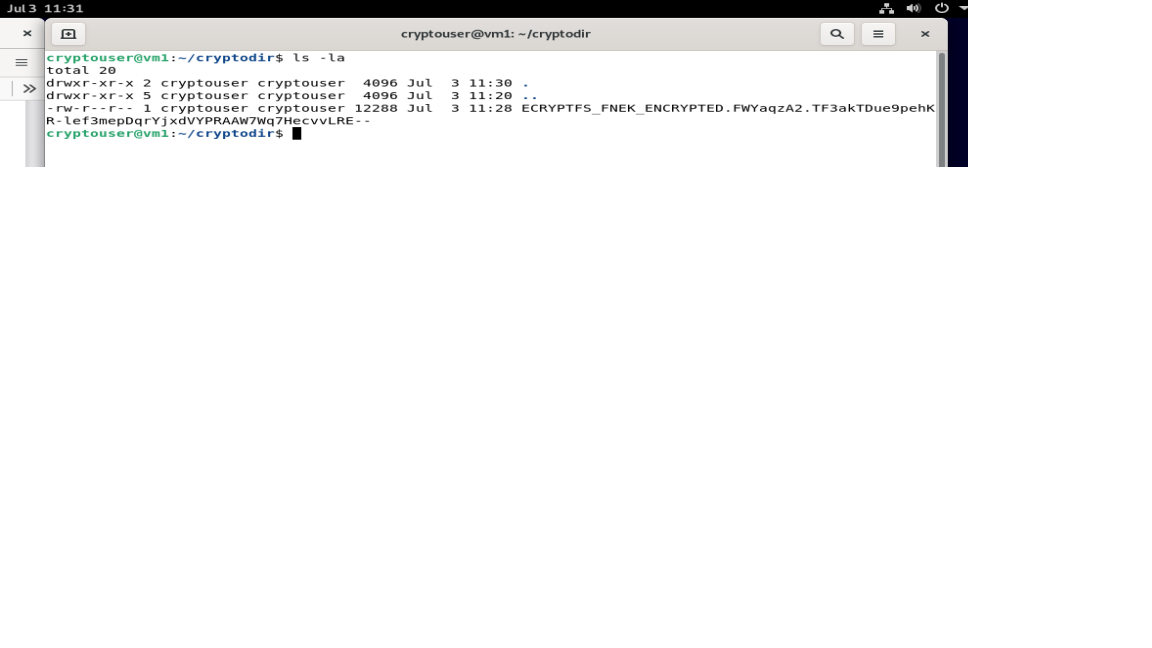 Jul 3 11:31
cryptouser@vm1: ~/cryptodir
cryptouser@vm1:~/cryptodir$ ls -la
total 20
drwxr-xr-x 2 cryptouser cryptouser  4096 Jul  3 11:30 .
drwxr-xr-x 5 cryptouser cryptouser  4096 Jul  3 11:20 ..
-rw-r--r-- 1 cryptouser cryptouser 12288 Jul  3 11:28 ECRYPTFS_FNEK_ENCRYPTED.FWYaqzA2.TF3akTDue9pehK
R-lef3mepDqrYjxdVYPRAAW7Wq7HecvvLRE--
cryptouser@vm1:~/cryptodir$